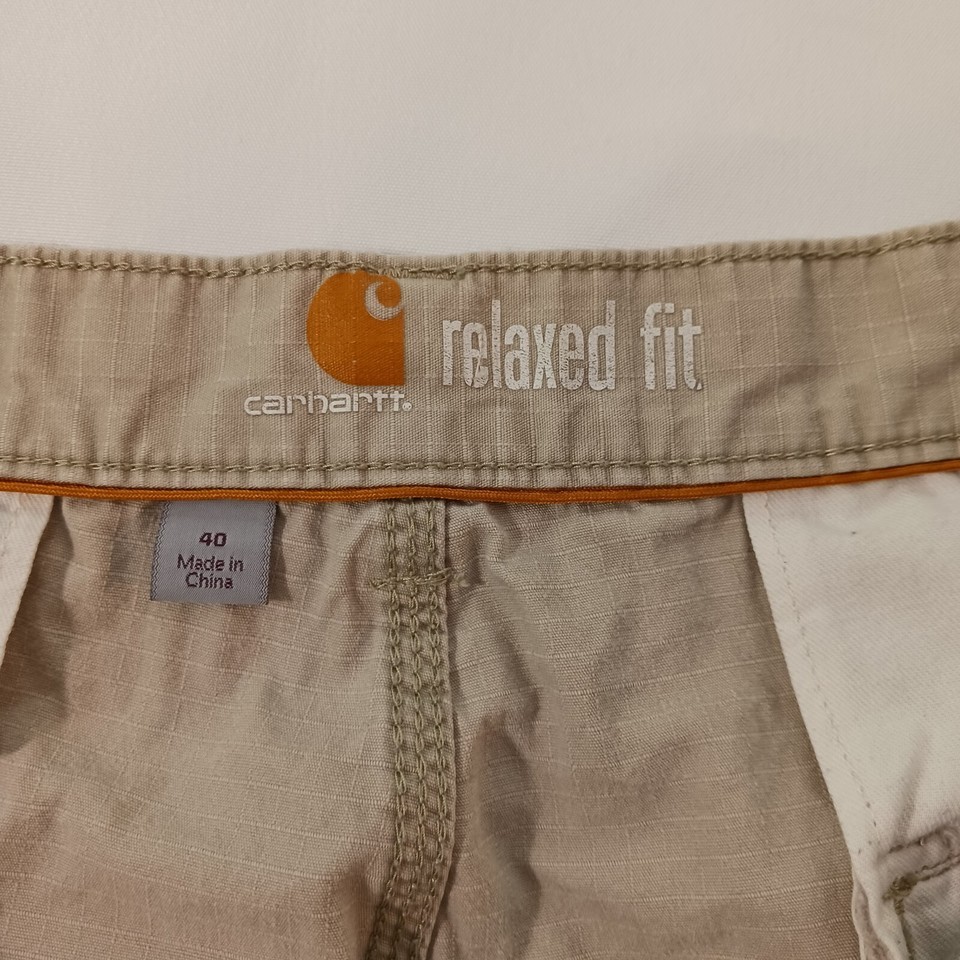 carhartt®
relaxed fit
40
Made in
China